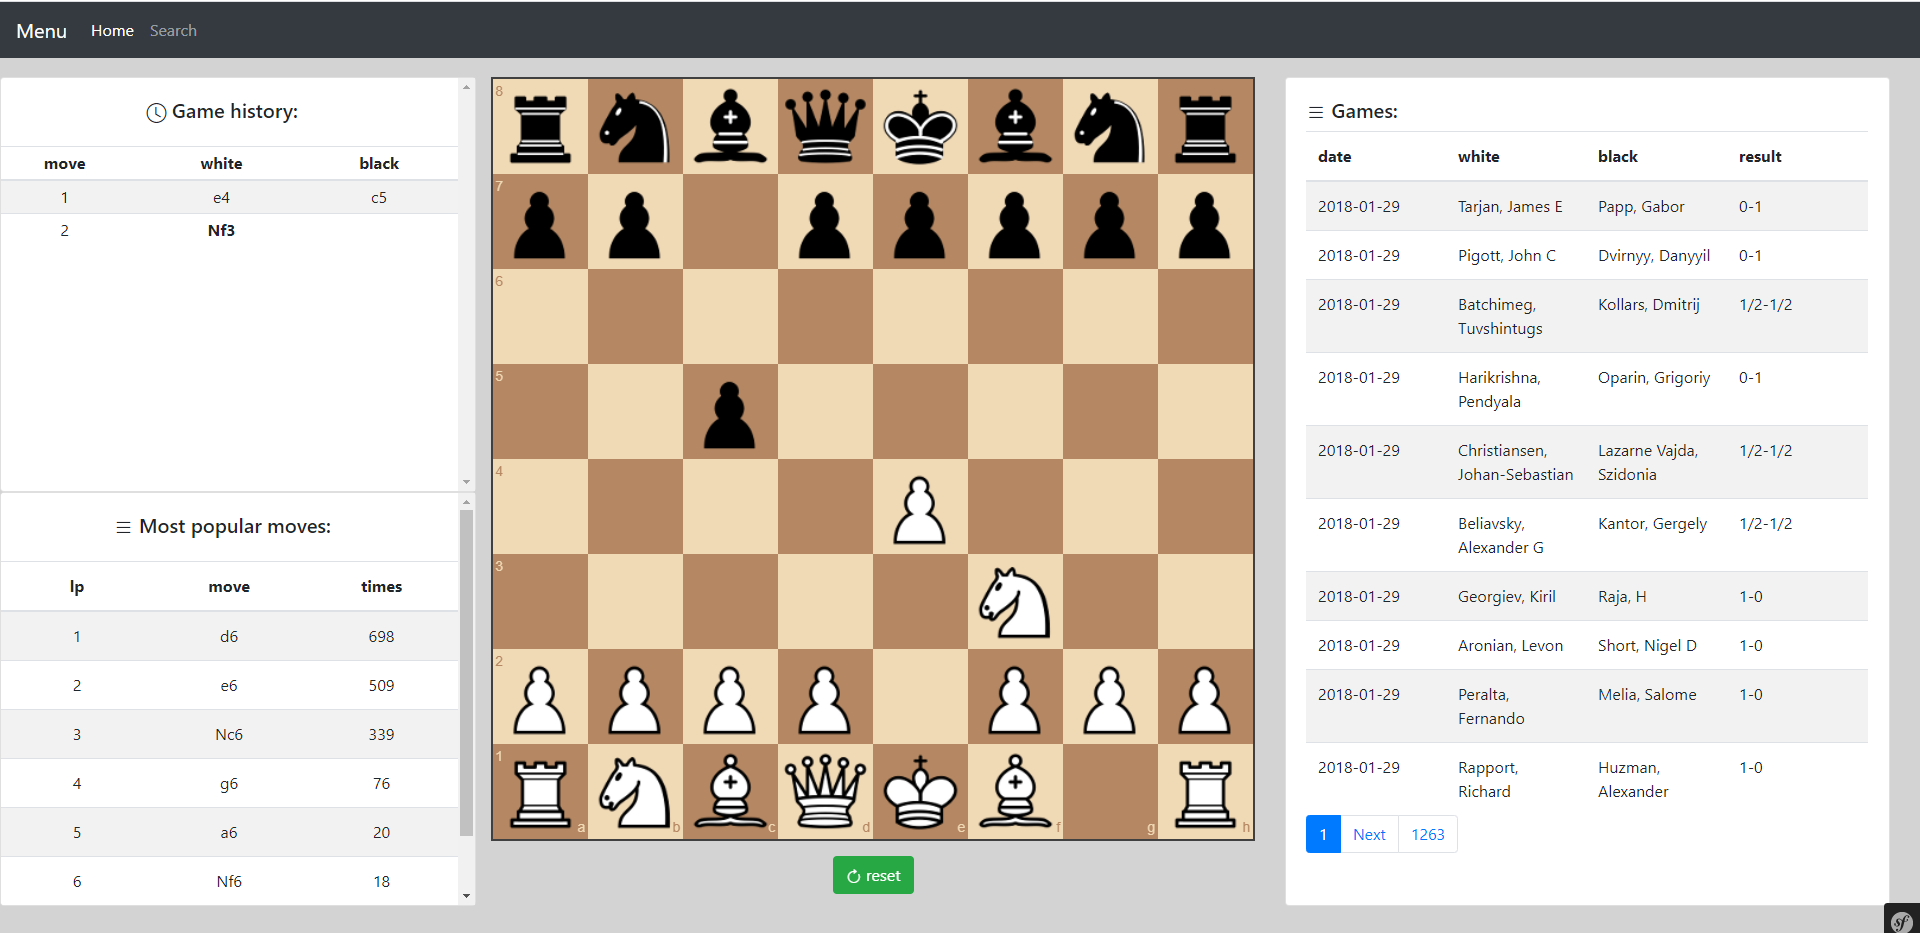 Menu Home Search
Game history:
move white black
1 e4 c5
2 Nf3
Most popular moves:
lp move times
1 d6 698
2 e6 509
3 Nc6 339
4 g6 76
5 a6 20
6 Nf6 18
8
7
6
5
4
3
2
1
a b c d e f g h
reset
Games:
date white black result
2018-01-29 Tarjan, James E Papp, Gabor 0-1
2018-01-29 Pigott, John C Dvirnyy, Danyyil 0-1
2018-01-29 Batchimeg, Kollars, Dmitrij 1/2-1/2
Tuvshintugs
2018-01-29 Harikrishna, Oparin, Grigoriy 0-1
Pendyala
2018-01-29 Christiansen, Lazarne Vajda, 1/2-1/2
Johan-Sebastian Szidonia
2018-01-29 Beliavsky, Kantor, Gergely 1/2-1/2
Alexander G
2018-01-29 Georgiev, Kiril Raja, H 1-0
2018-01-29 Aronian, Levon Short, Nigel D 1-0
2018-01-29 Peralta, Melia, Salome 1-0
Fernando
2018-01-29 Rapport, Huzman, 1-0
Richard Alexander
1 Next 1263
sf